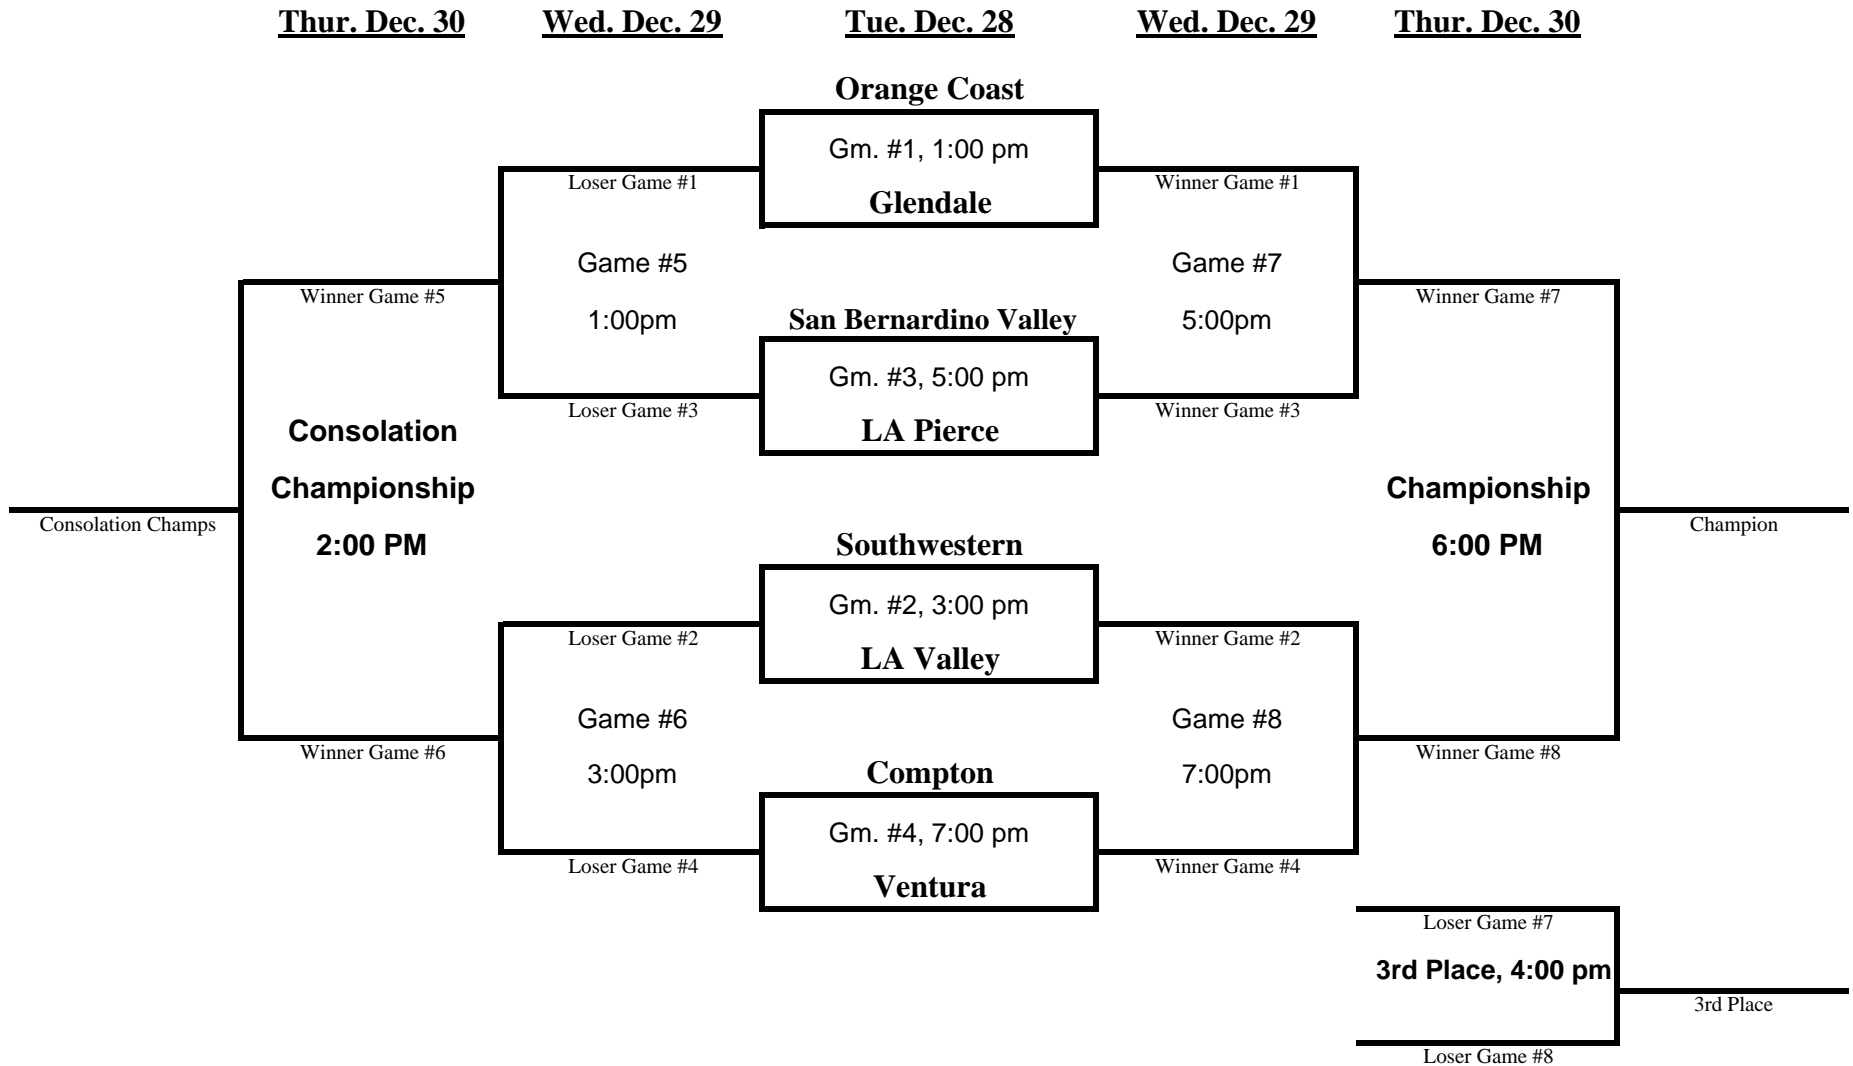 Thur. Dec. 30 Wed. Dec. 29 Tue. Dec. 28 Wed. Dec. 29 Thur. Dec. 30
Orange Coast
Gm. #1, 1:00 pm
Loser Game #1 Winner Game #1
Glendale
Game #5 Game #7
Winner Game #5 Winner Game #7
1:00pm San Bernardino Valley 5:00pm
Gm. #3, 5:00 pm
Loser Game #3 Winner Game #3
Consolation LA Pierce
Championship Championship
Consolation Champs Champion
2:00 PM Southwestern 6:00 PM
Gm. #2, 3:00 pm
Loser Game #2 Winner Game #2
LA Valley
Game #6 Game #8
Winner Game #6 Winner Game #8
3:00pm Compton 7:00pm
Gm. #4, 7:00 pm
Loser Game #4 Winner Game #4
Ventura
Loser Game #7
3rd Place, 4:00 pm
3rd Place
Loser Game #8